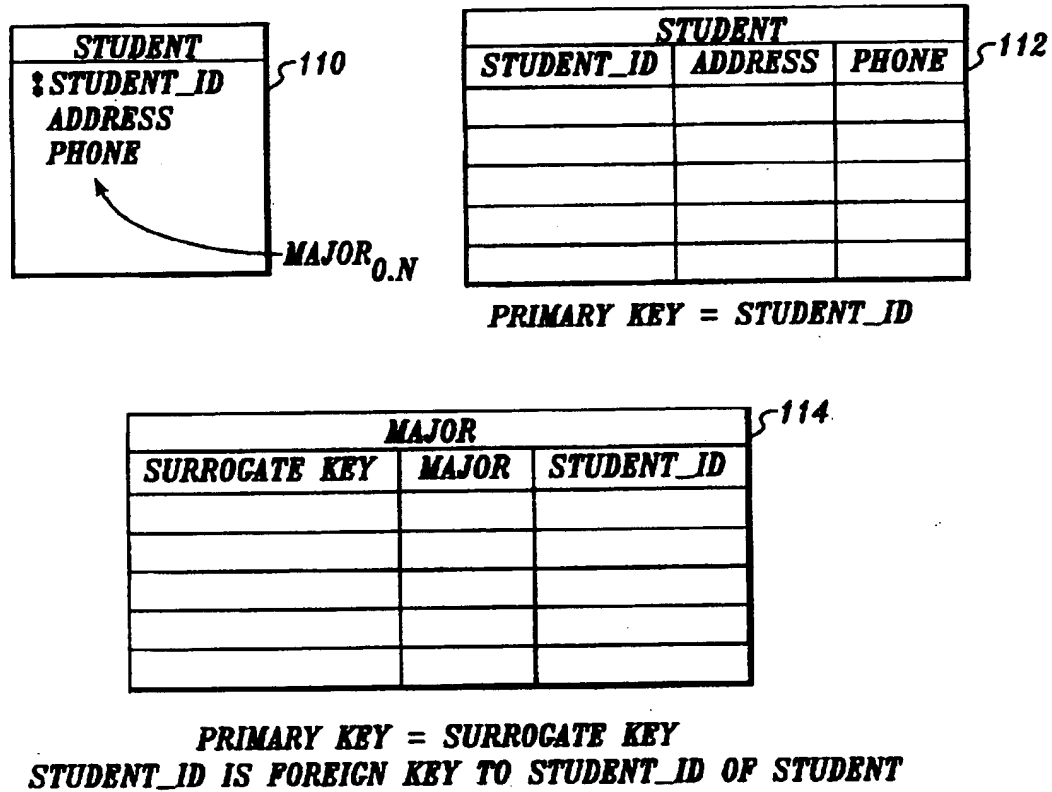 STUDENT
110
STUDENT_ID
ADDRESS
PHONE
MAJOR0.N
STUDENT
112
STUDENT_ID ADDRESS PHONE
PRIMARY KEY = STUDENT_ID
MAJOR
114
SURROGATE KEY MAJOR STUDENT_ID
PRIMARY KEY = SURROGATE KEY
STUDENT_ID IS FOREIGN KEY TO STUDENT_ID OF STUDENT